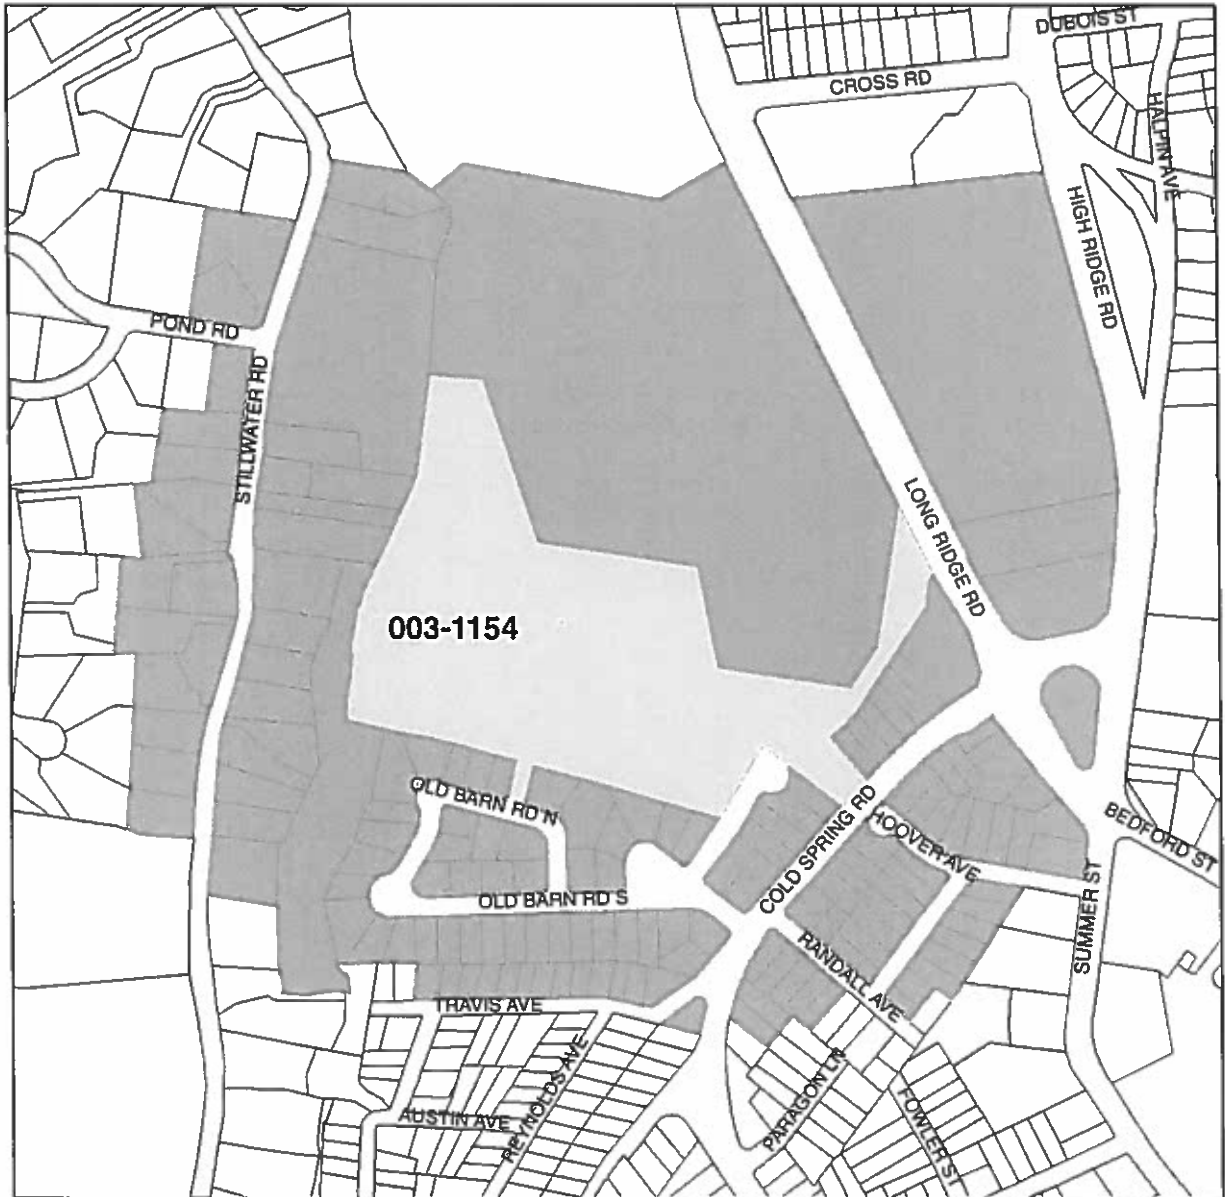 DUBOIS ST
CROSS RD
HALPIN AVE
HIGH RIDGE RD
POND RD
STILLWATER RD
LONG RIDGE RD
003-1154
OLD BARN RD N
COLD SPRING RD
HOOVER AVE
BEDFORD ST
OLD BARN RD S
SUMMER ST
RANDALL AVE
TRAVIS AVE
REYNOLDS AVE
PARAGON LN
AUSTIN AVE
FOWLER ST